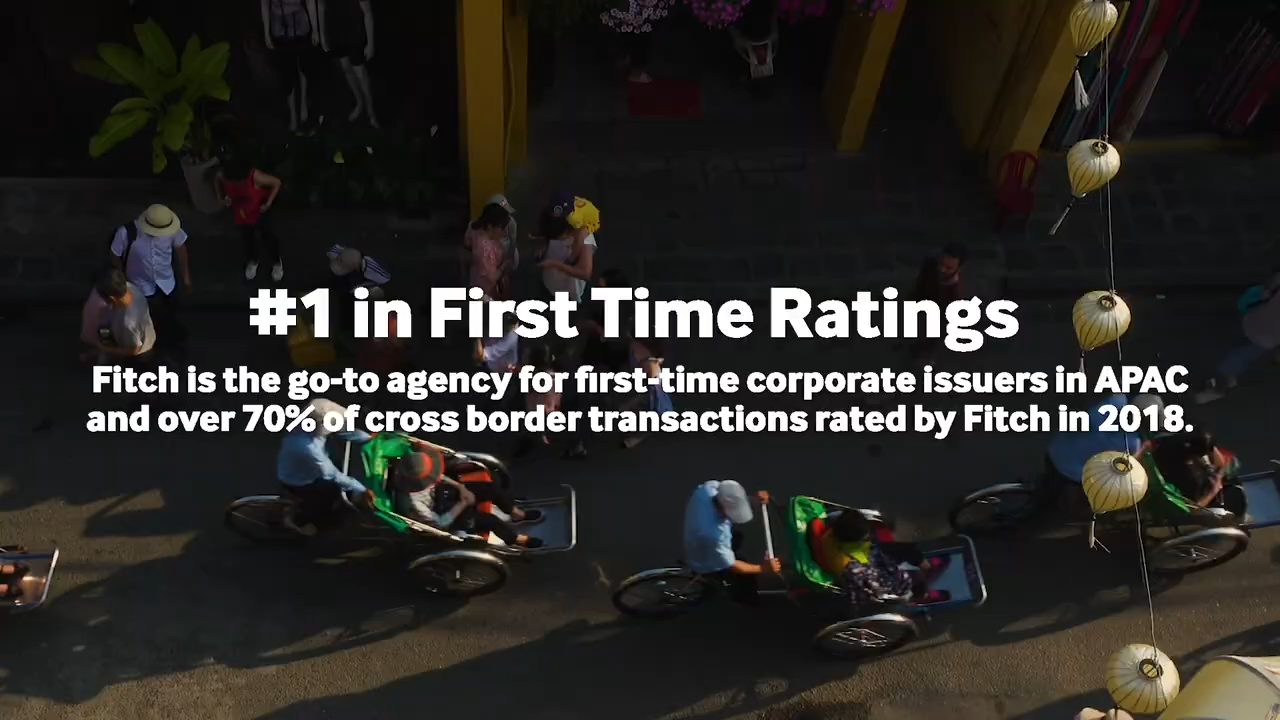 #1 in First Time Ratings
Fitch is the go-to agency for first-time corporate issuers in APAC
and over 70% of cross border transactions rated by Fitch in 2018.